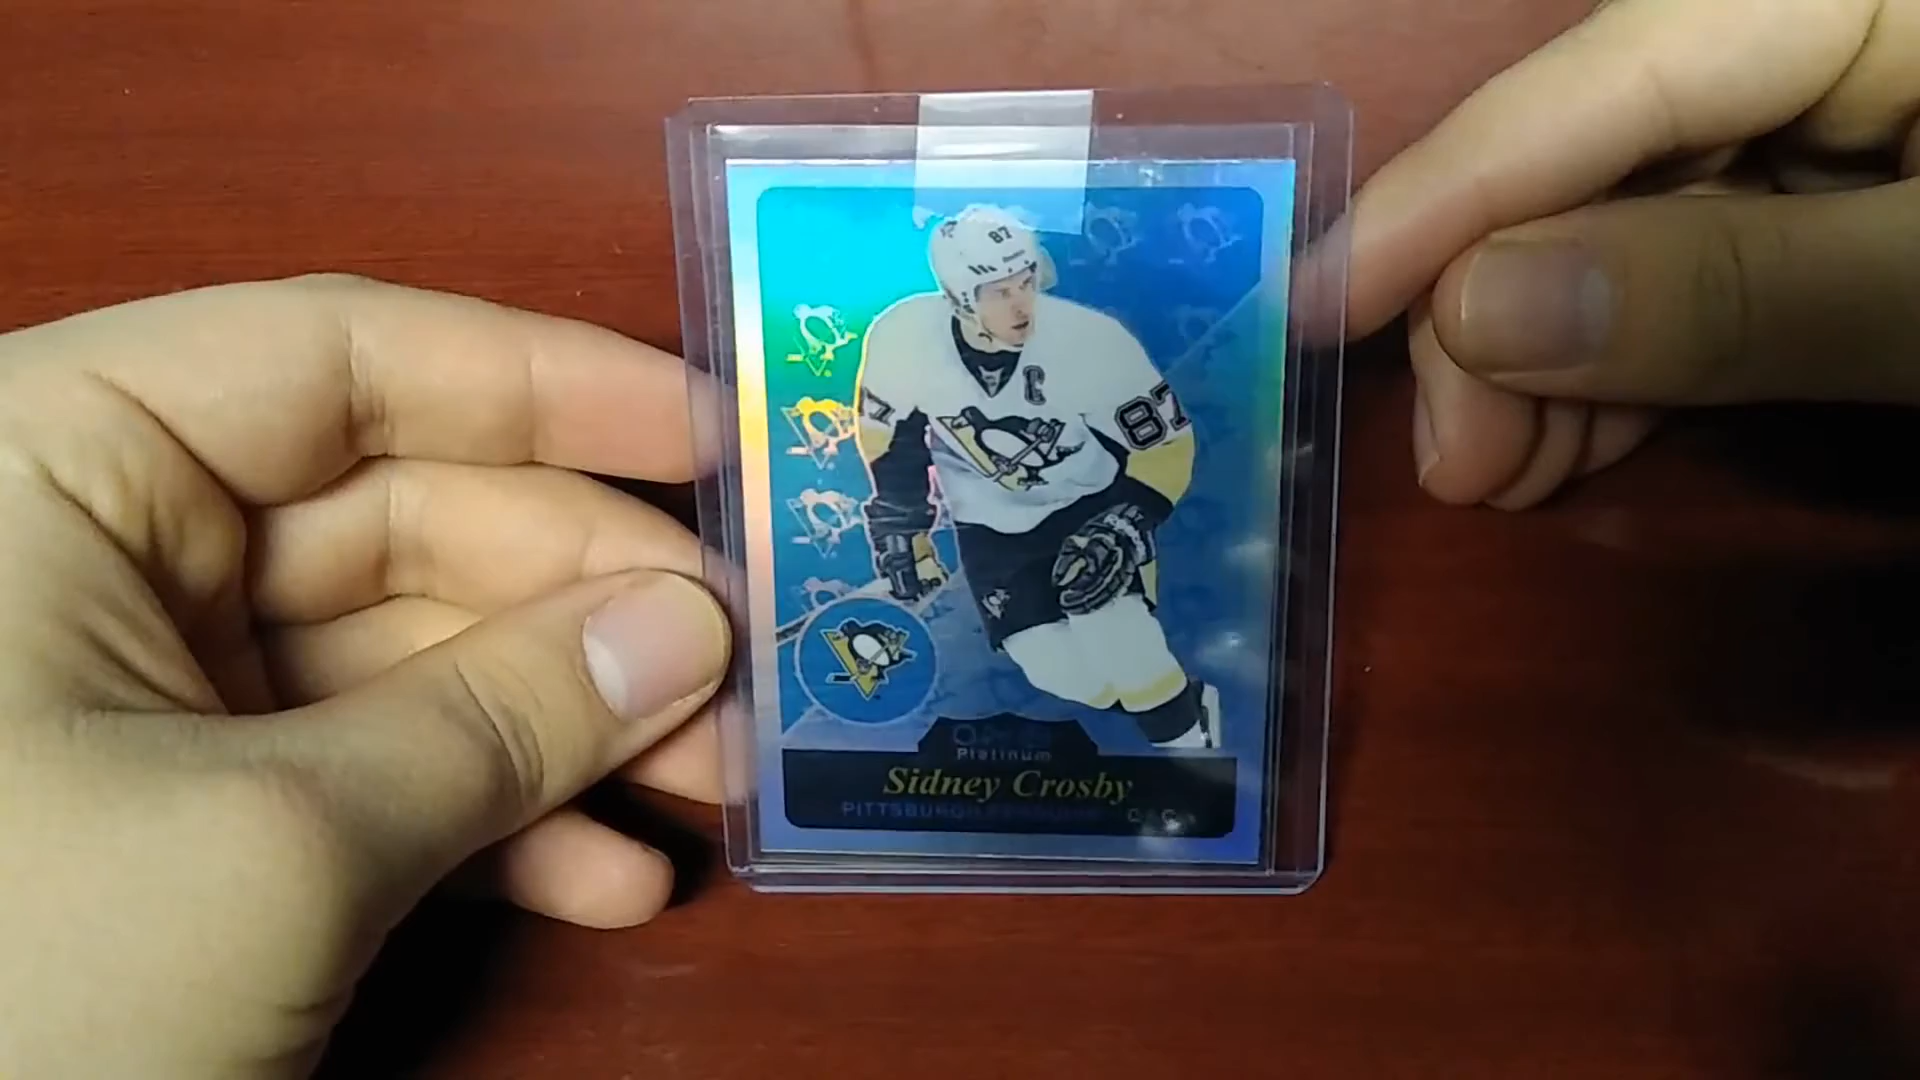 87
C
87
Platinum
Sidney Crosby
PITTSBURGH PENGUINS C • C